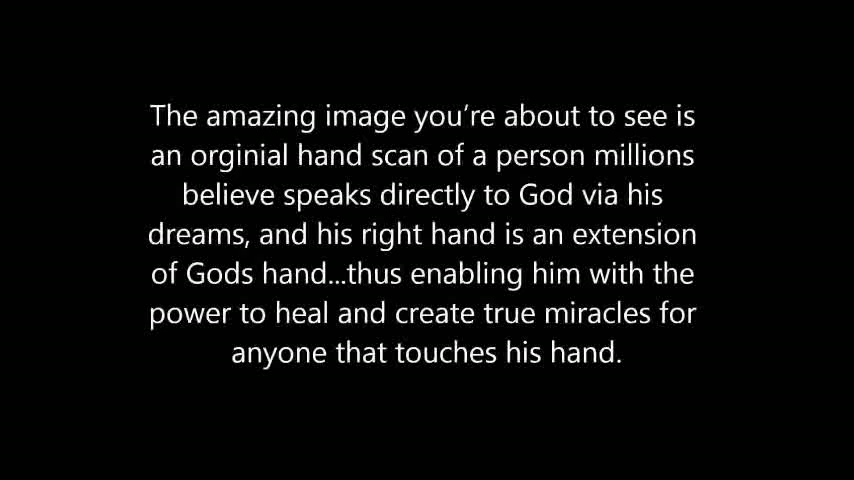 The amazing image you’re about to see is
an orginial hand scan of a person millions
believe speaks directly to God via his
dreams, and his right hand is an extension
of Gods hand...thus enabling him with the
power to heal and create true miracles for
anyone that touches his hand.